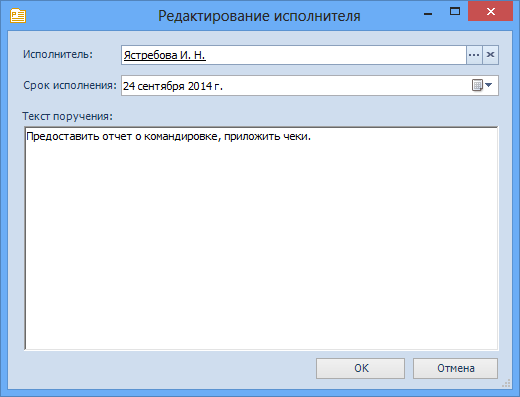 Редактирование исполнителя
Исполнитель: Ястребова И. Н.
Срок исполнения: 24 сентября 2014 г.
Текст поручения:
Предоставить отчет о командировке, приложить чеки.
OK Отмена